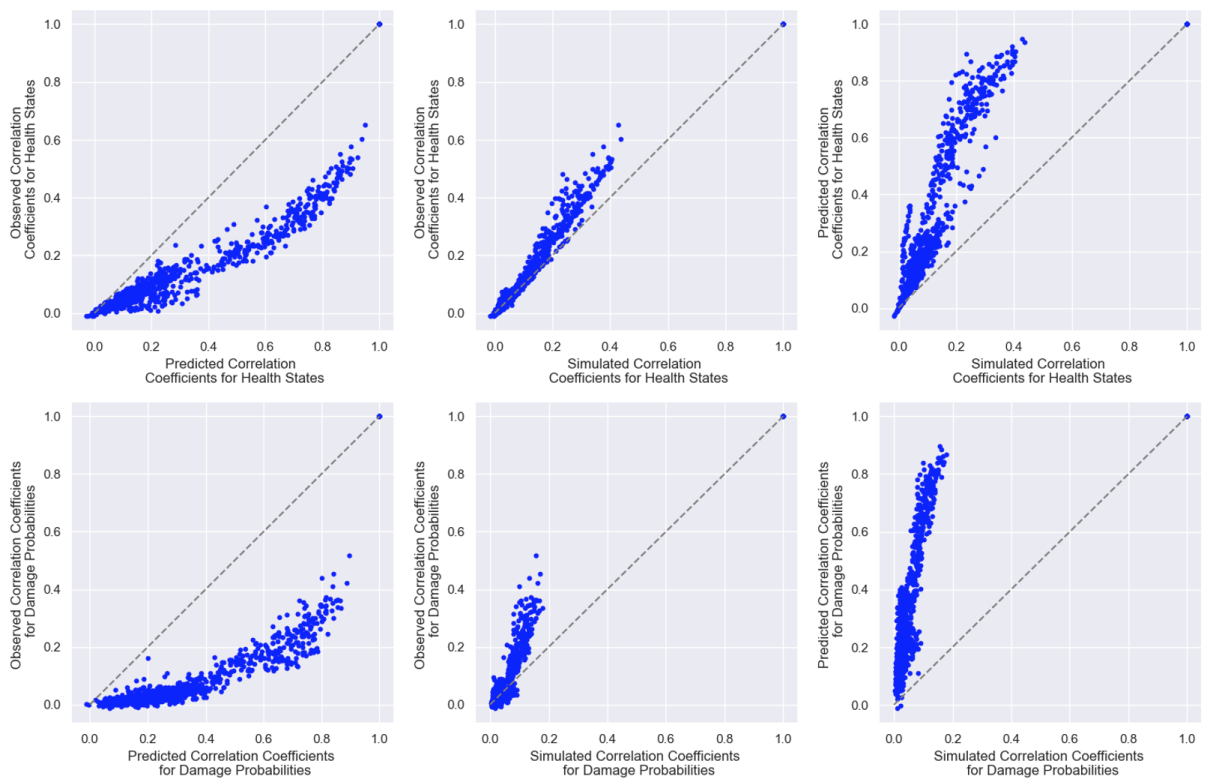 1.0
0.8
0.6
0.4
0.2
0.0
Observed Correlation
Coefficients for Health States
0.0 0.2 0.4 0.6 0.8 1.0
Predicted Correlation
Coefficients for Health States
1.0
0.8
0.6
0.4
0.2
0.0
Observed Correlation
Coefficients for Health States
0.0 0.2 0.4 0.6 0.8 1.0
Simulated Correlation
Coefficients for Health States
1.0
0.8
0.6
0.4
0.2
0.0
Predicted Correlation
Coefficients for Health States
0.0 0.2 0.4 0.6 0.8 1.0
Simulated Correlation
Coefficients for Health States
1.0
0.8
0.6
0.4
0.2
0.0
Observed Correlation Coefficients
for Damage Probabilities
0.0 0.2 0.4 0.6 0.8 1.0
Predicted Correlation Coefficients
for Damage Probabilities
1.0
0.8
0.6
0.4
0.2
0.0
Observed Correlation Coefficients
for Damage Probabilities
0.0 0.2 0.4 0.6 0.8 1.0
Simulated Correlation Coefficients
for Damage Probabilities
1.0
0.8
0.6
0.4
0.2
0.0
Predicted Correlation Coefficients
for Damage Probabilities
0.0 0.2 0.4 0.6 0.8 1.0
Simulated Correlation Coefficients
for Damage Probabilities